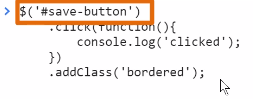 > $('#save-button')
.click(function(){
console.log('clicked');
})
.addClass('bordered');